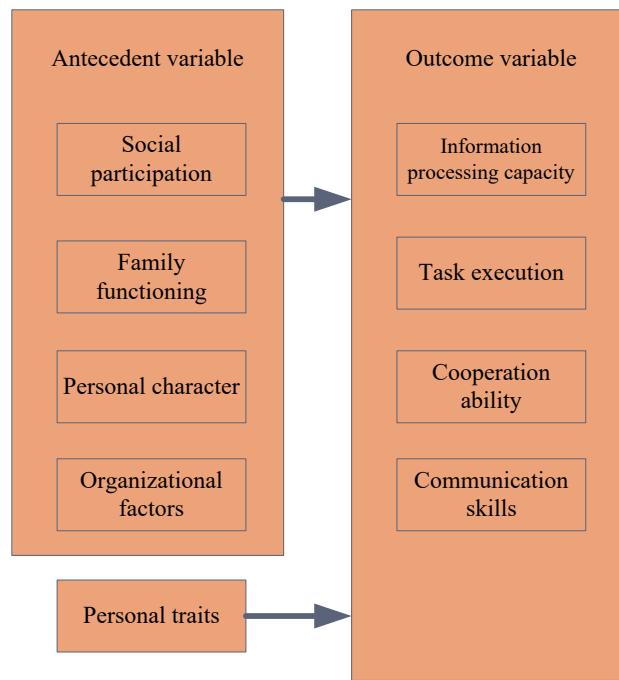 Antecedent variable
Social
participation
Family
functioning
Personal character
Organizational
factors
Personal traits
Outcome variable
Information
processing capacity
Task execution
Cooperation
ability
Communication
skills